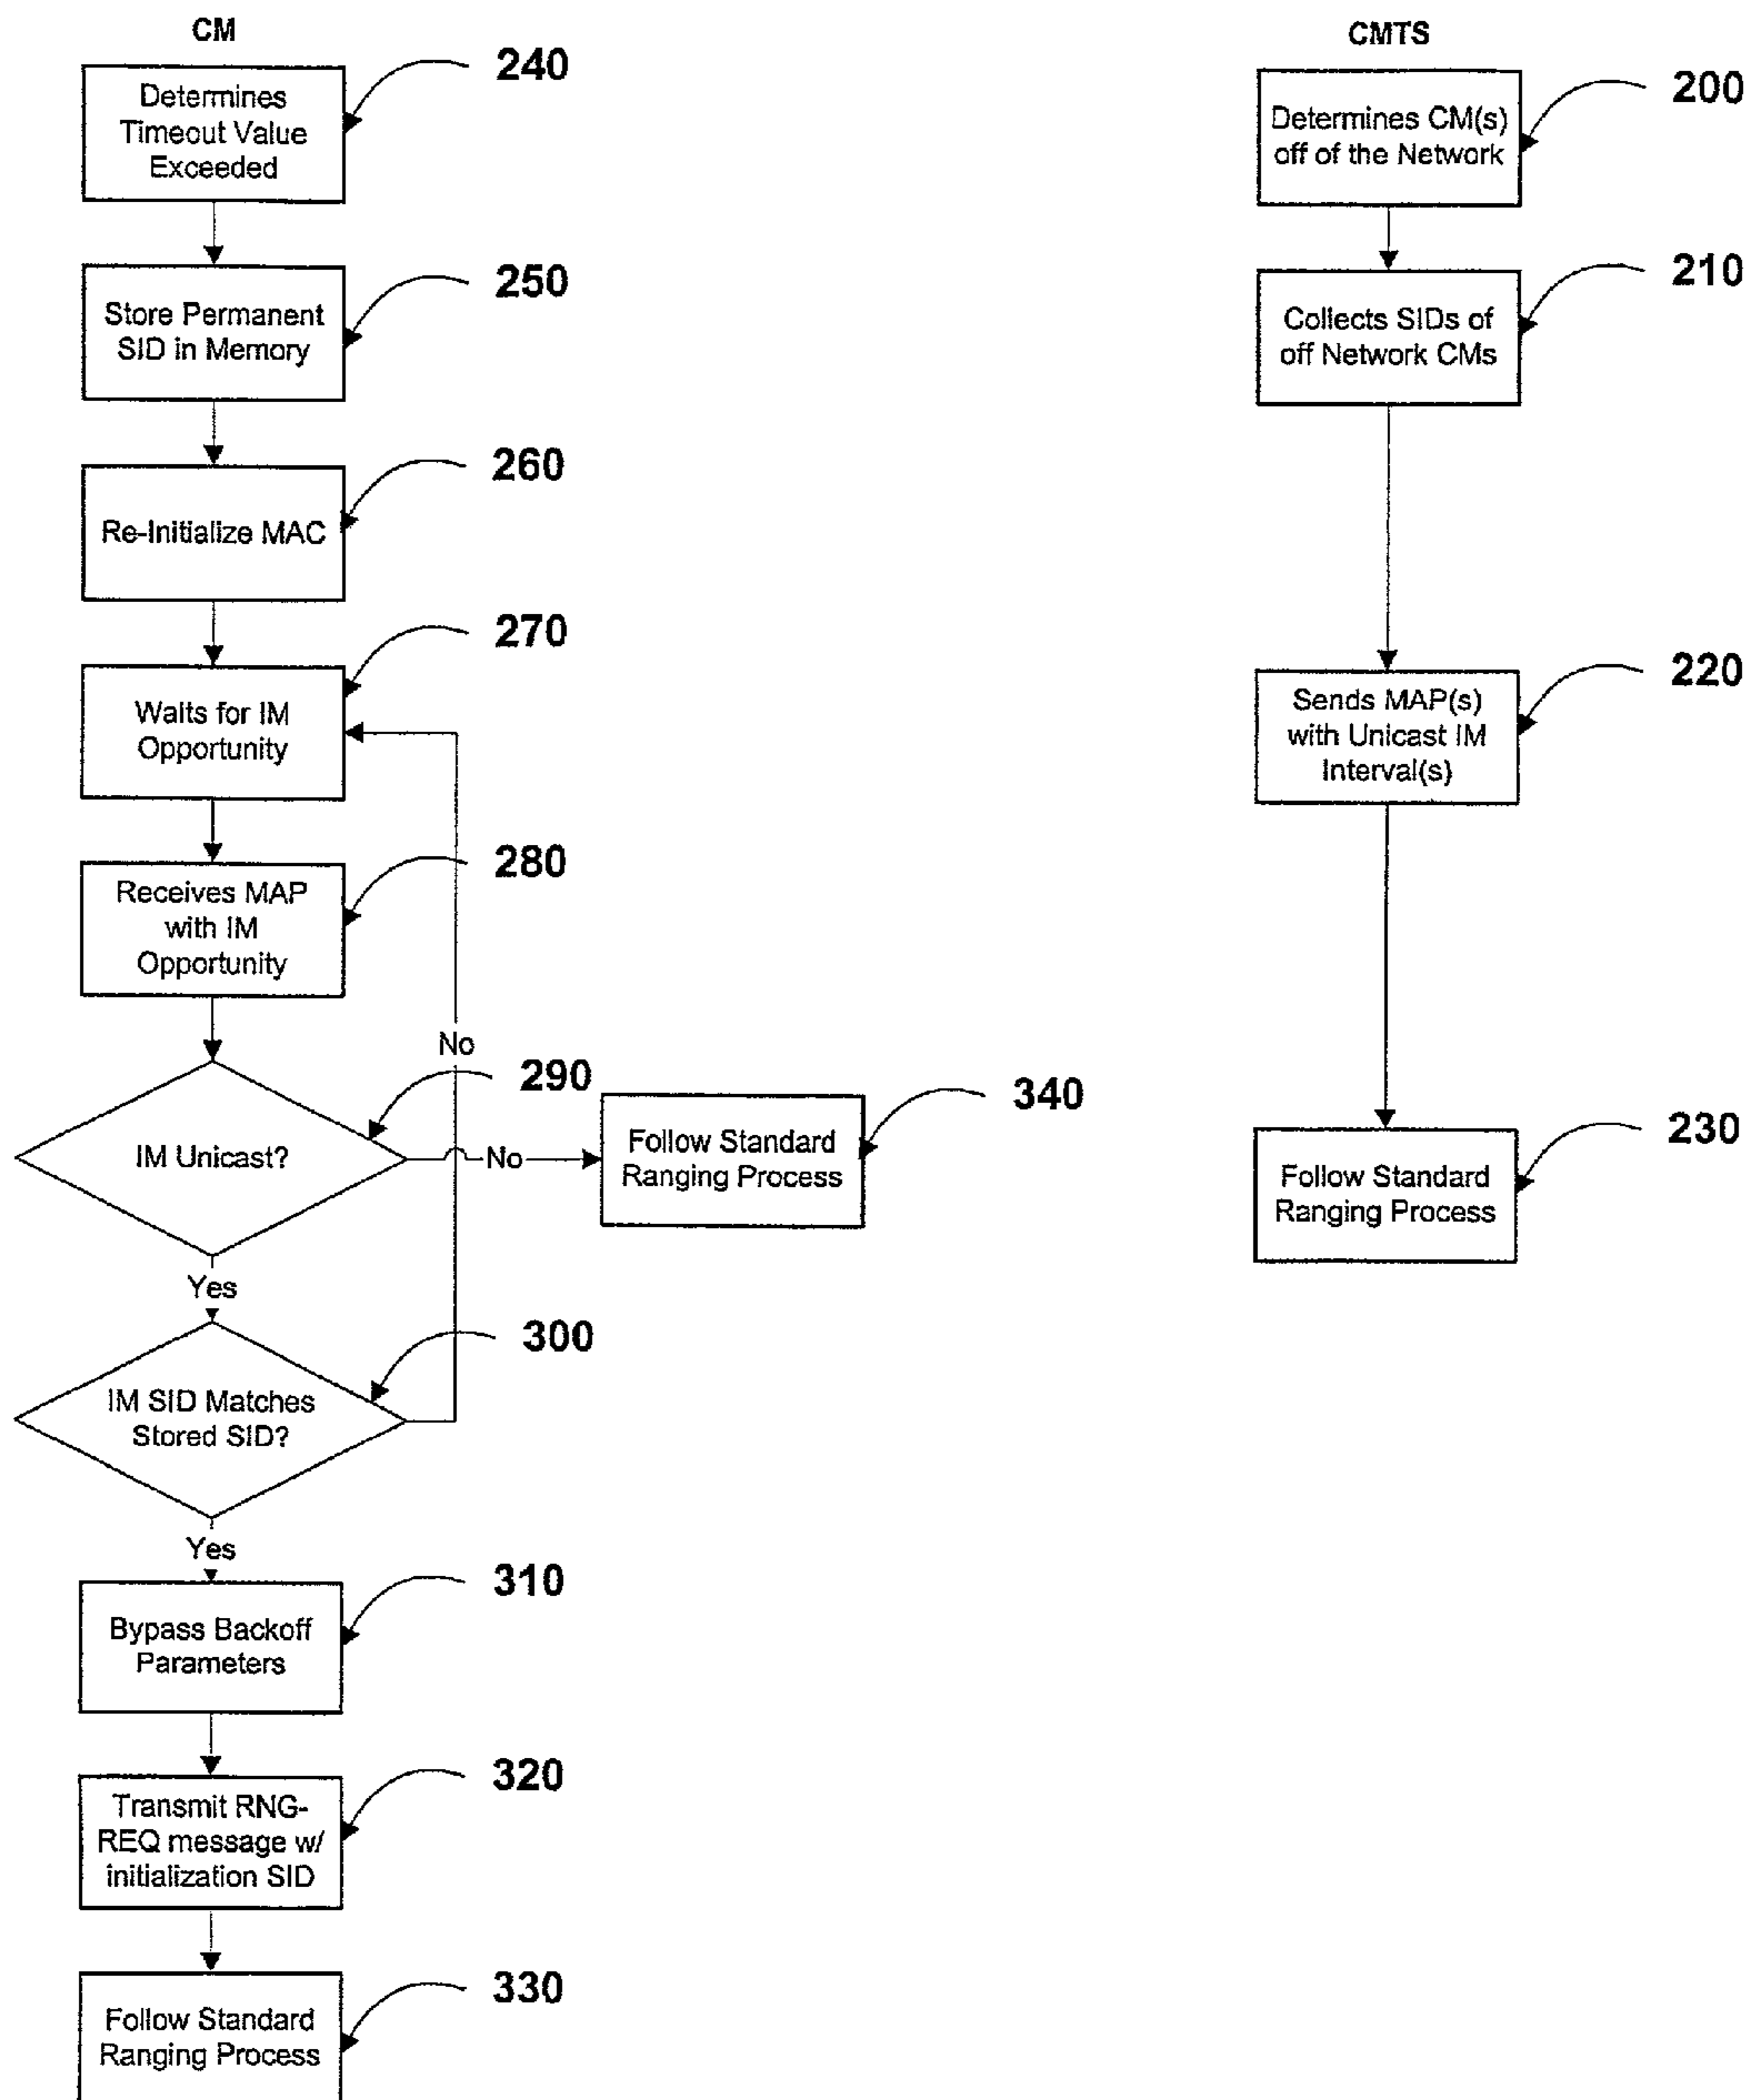 CM
240
Determines
Timeout Value
Exceeded
250
Store Permanent
SID in Memory
260
Re-Initialize MAC
270
Waits for IM
Opportunity
280
Receives MAP
with IM
Opportunity
No
290
IM Unicast?
No
340
Follow Standard
Ranging Process
Yes
300
IM SID Matches
Stored SID?
Yes
310
Bypass Backoff
Parameters
320
Transmit RNG-
REQ message w/
initialization SID
330
Follow Standard
Ranging Process
CMTS
200
Determines CM(s)
off of the Network
210
Collects SIDs of
off Network CMs
220
Sends MAP(s)
with Unicast IM
Interval(s)
230
Follow Standard
Ranging Process